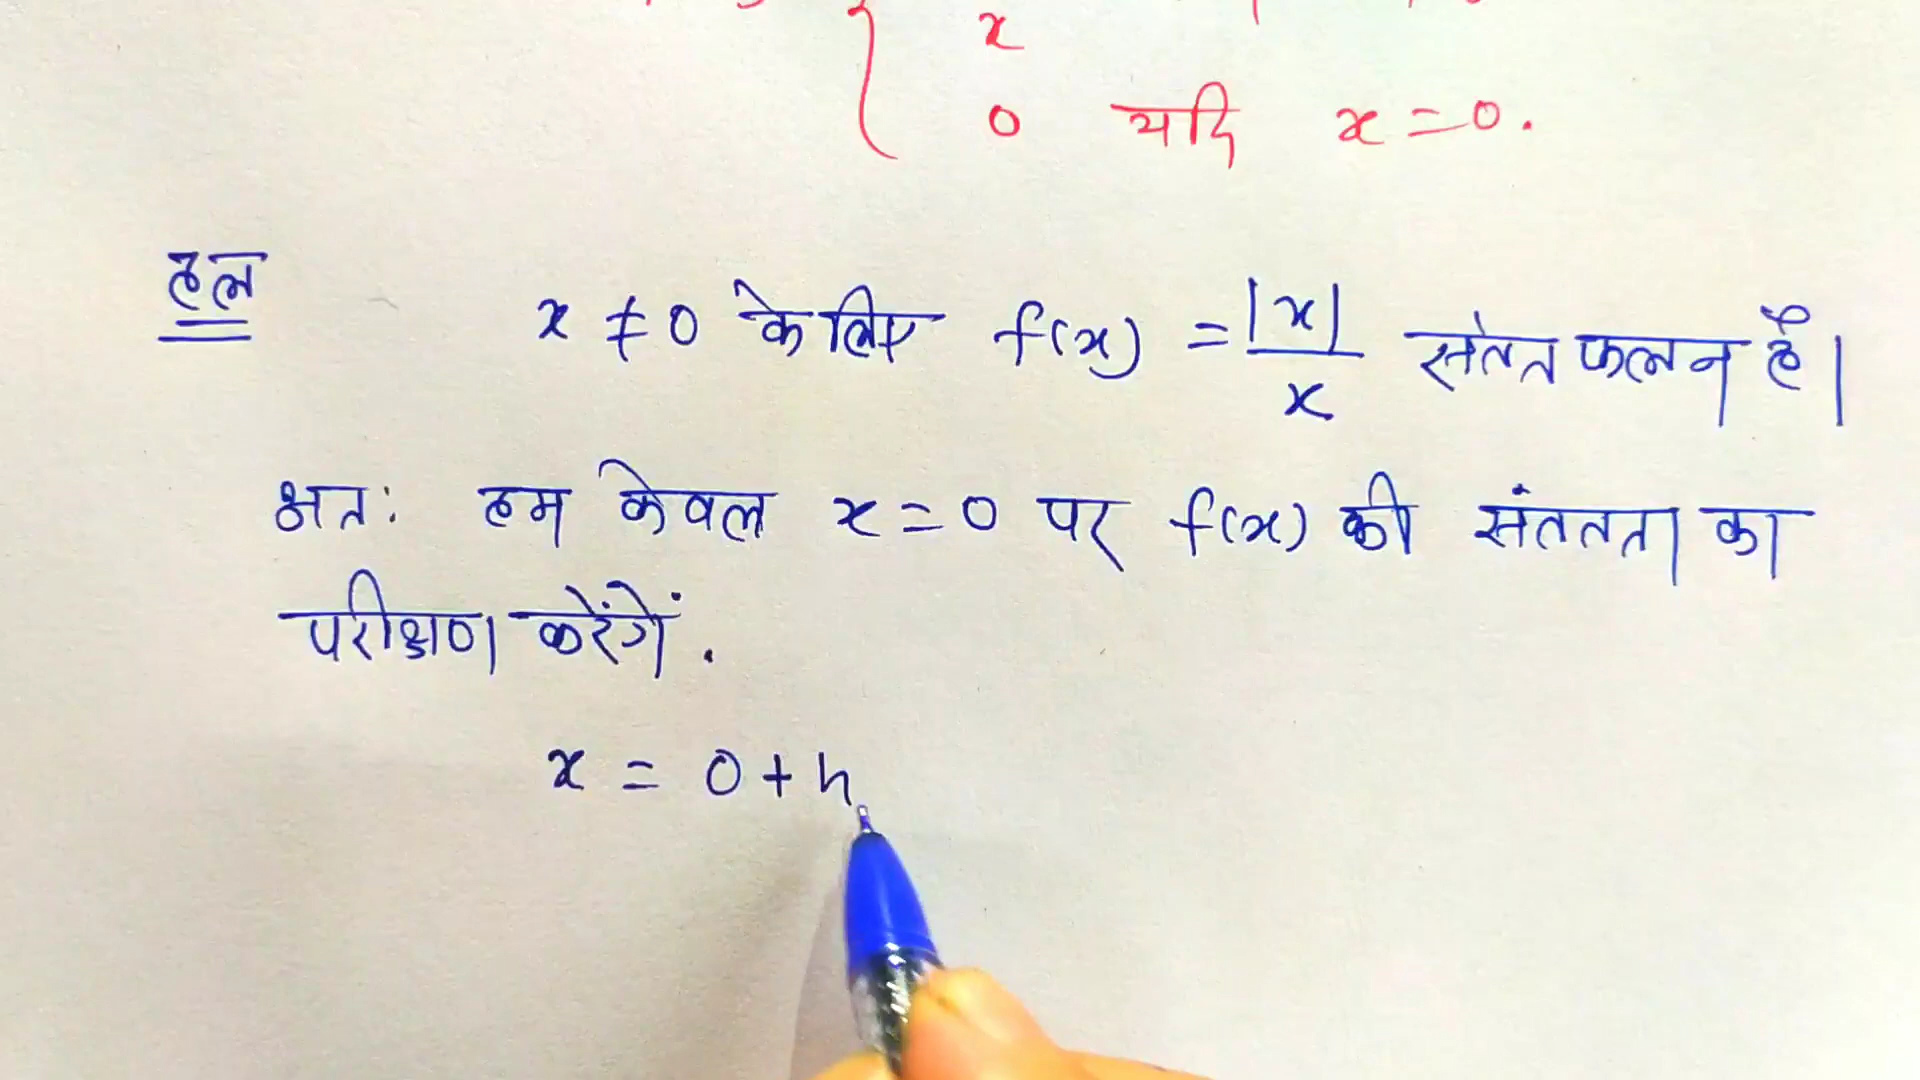 x
0 यदि x = 0.
हल
x ≠ 0 के लिए f(x) = |x|/x संतत फलन है।
अत: हम केवल x = 0 पर f(x) की संततता का
परीक्षण करेंगें.
x = 0 + h